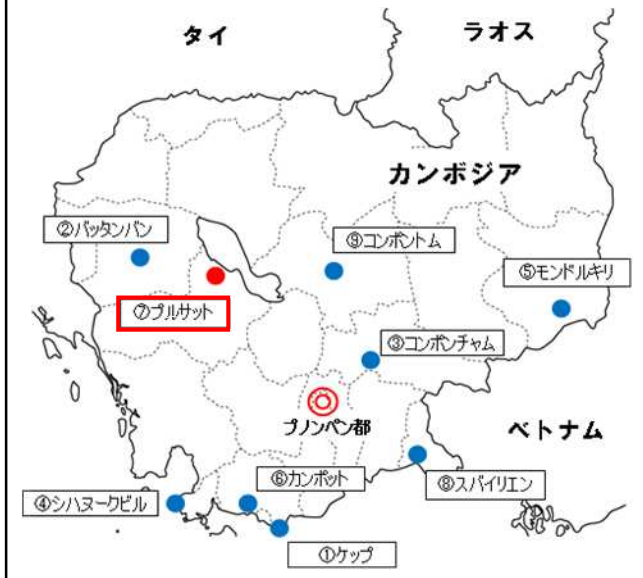 タイ
ラオス
カンボジア
②バッタンバン
⑨コンポントム
⑤モンドルキリ
⑦プルサット
③コンポンチャム
プノンペン都
ベトナム
⑥カンポット
⑧スバイリエン
④シハヌークビル
①ケップ